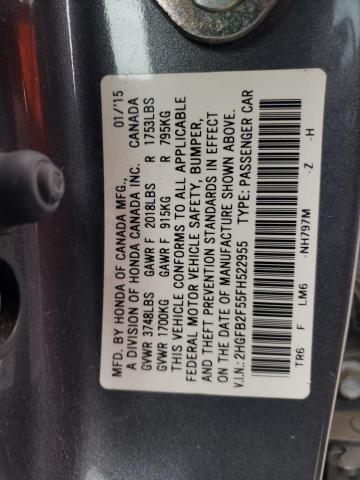 MFD. BY HONDA OF CANADA MFG., 01/'15
A DIVISION OF HONDA CANADA INC. CANADA
GVWR 3748LBS GAWR F 2018LBS R 1753LBS
GVWR 1700KG GAWR F 915KG R 795KG
THIS VEHICLE CONFORMS TO ALL APPLICABLE
FEDERAL MOTOR VEHICLE SAFETY, BUMPER,
AND THEFT PREVENTION STANDARDS IN EFFECT
ON THE DATE OF MANUFACTURE SHOWN ABOVE.
V.I.N.:2HGFB2F55FH522955 TYPE: PASSENGER CAR
TR6 F LM6 -NH797M -Z -H